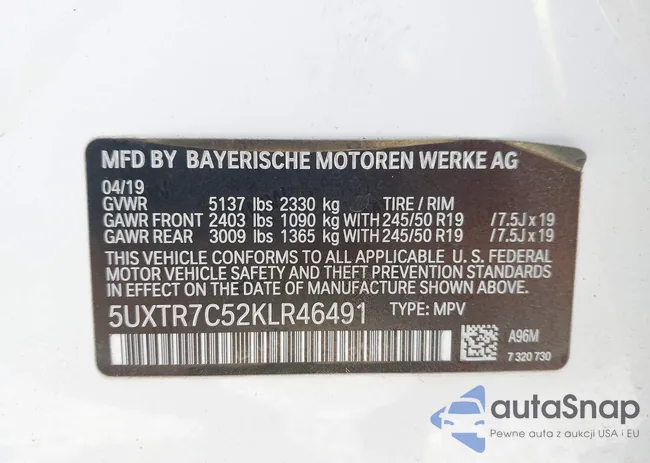 MFD BY BAYERISCHE MOTOREN WERKE AG
04/19
GVWR 5137 lbs 2330 kg TIRE / RIM
GAWR FRONT 2403 lbs 1090 kg WITH 245/50 R19 /7.5J x 19
GAWR REAR 3009 lbs 1365 kg WITH 245/50 R19 /7.5J x 19
THIS VEHICLE CONFORMS TO ALL APPLICABLE U. S. FEDERAL
MOTOR VEHICLE SAFETY AND THEFT PREVENTION STANDARDS
IN EFFECT ON THE DATE OF MANUFACTURE SHOWN ABOVE.
5UXTR7C52KLR46491 TYPE: MPV
A96M
7 320 730
autaSnap
Pewne auta z aukcji USA i EU